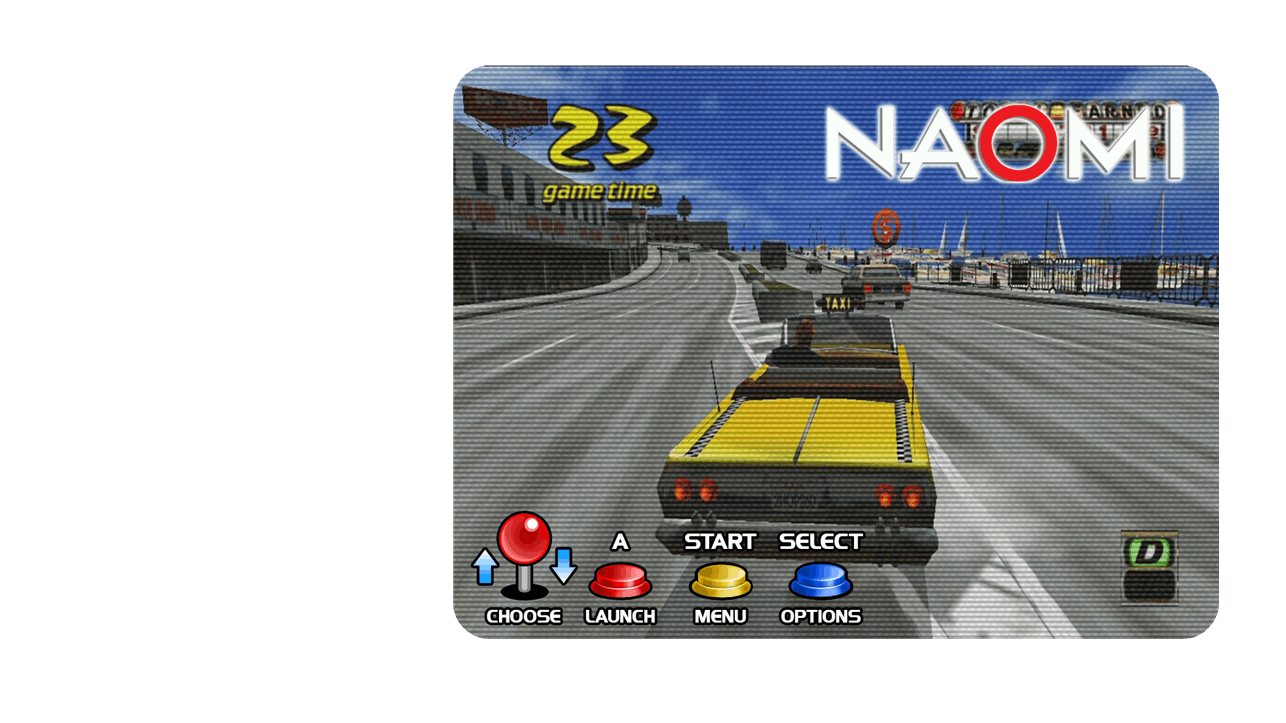 23
game time
NAOMI
TAXI
A START SELECT
D
CHOOSE LAUNCH MENU OPTIONS